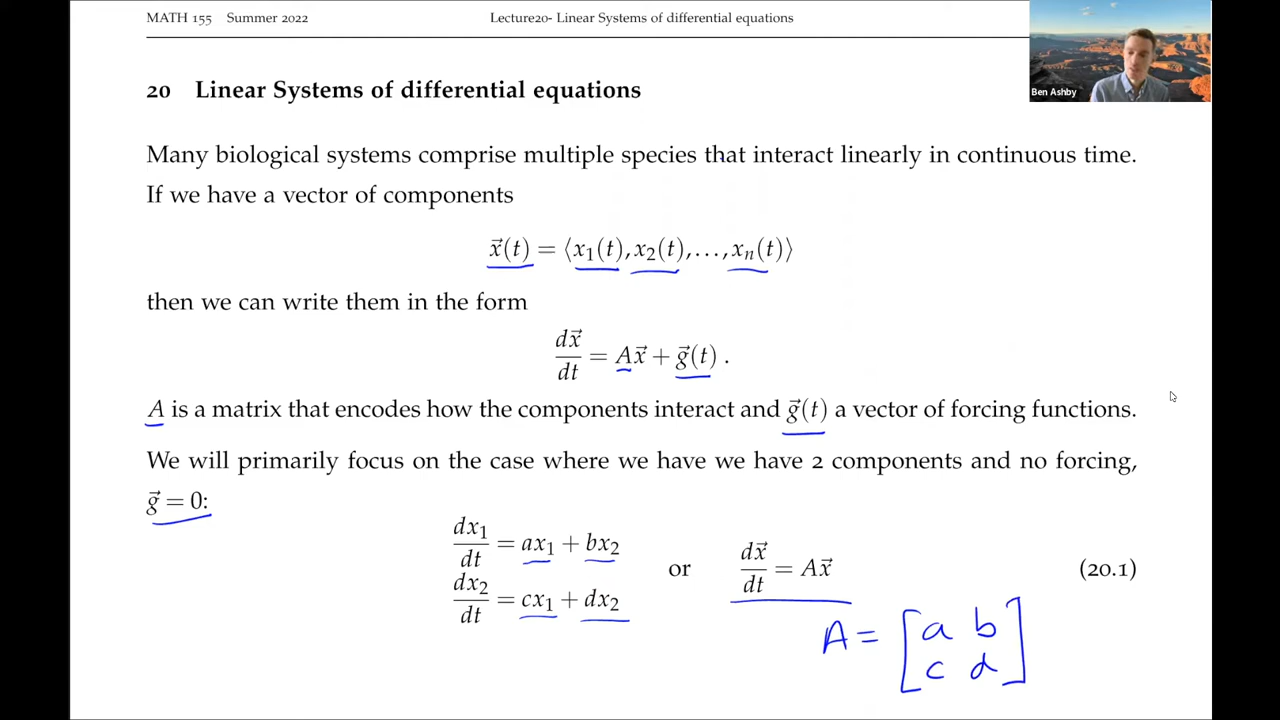 MATH 155 Summer 2022 Lecture20- Linear Systems of differential equations
Ben Ashby
20 Linear Systems of differential equations
Many biological systems comprise multiple species that interact linearly in continuous time.
If we have a vector of components
x⃗(t) = ⟨x₁(t), x₂(t), …, xₙ(t)⟩
then we can write them in the form
dx⃗/dt = Ax⃗ + g⃗(t) .
A is a matrix that encodes how the components interact and g⃗(t) a vector of forcing functions.
We will primarily focus on the case where we have we have 2 components and no forcing,
g⃗ = 0:
dx₁/dt = ax₁ + bx₂
dx₂/dt = cx₁ + dx₂
or dx⃗/dt = Ax⃗ (20.1)
A = [a b
c d]